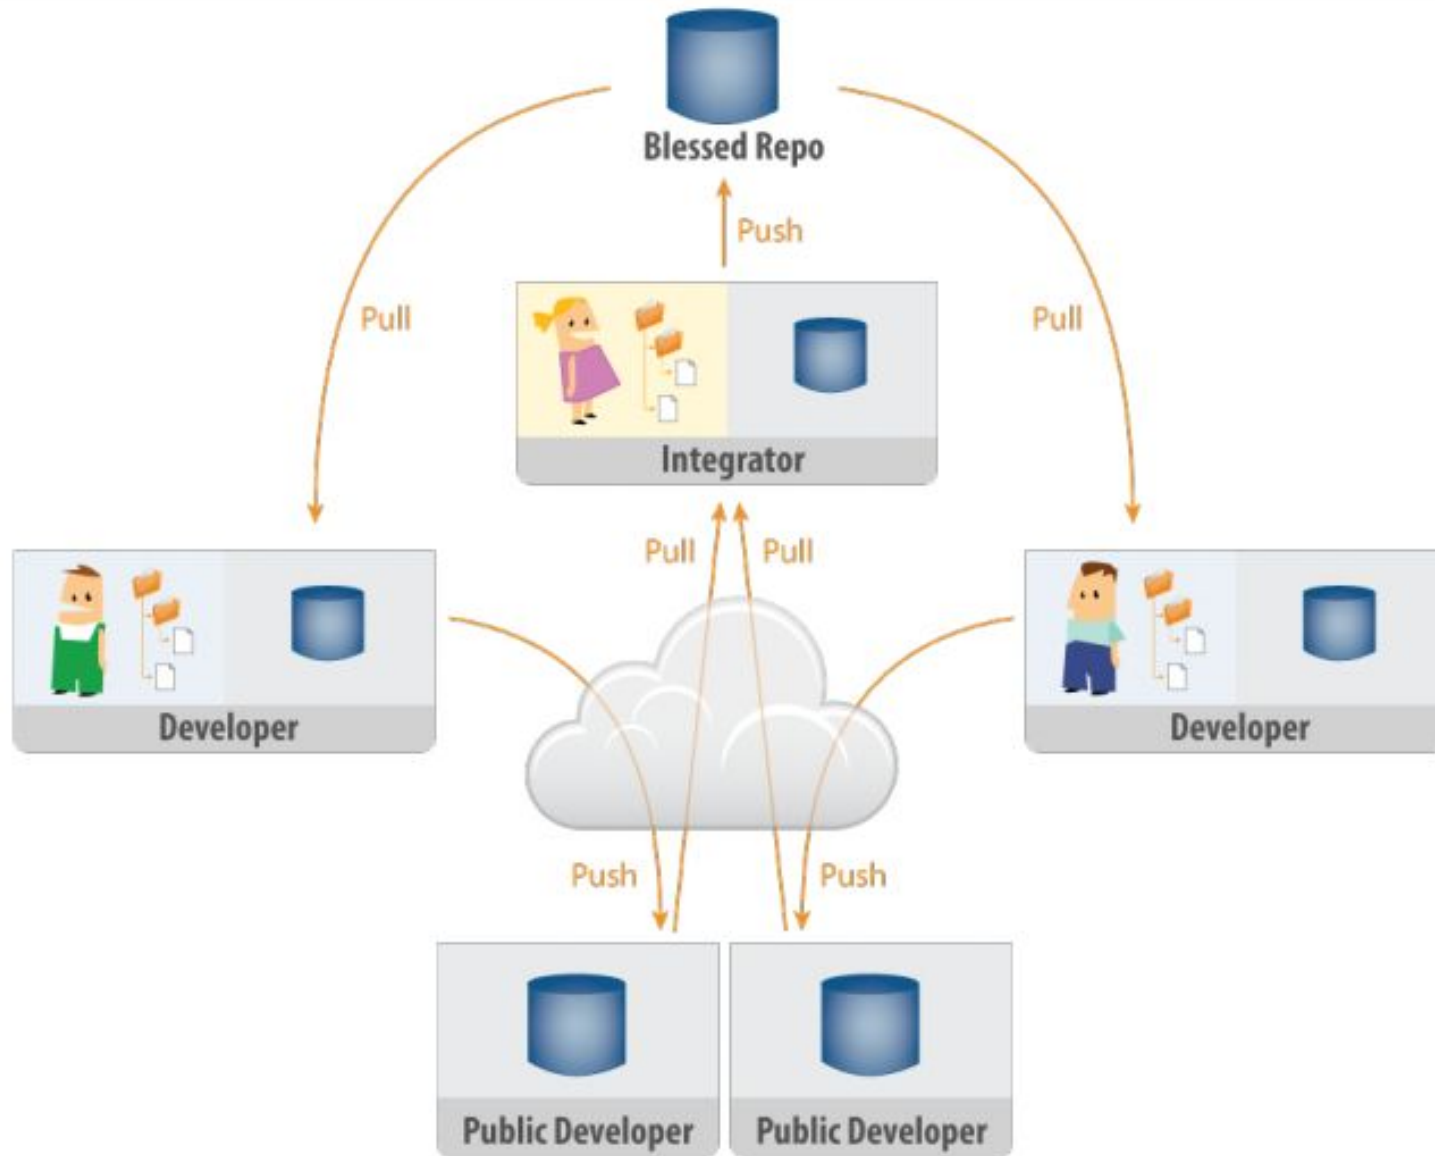 Blessed Repo
Push
Pull
Pull
Integrator
Pull
Pull
Developer
Developer
Push
Push
Public Developer
Public Developer